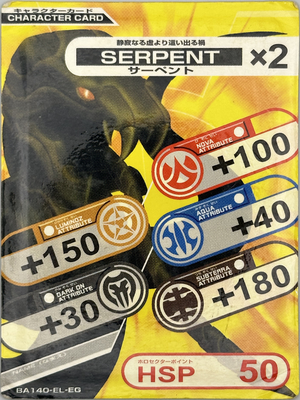 キャラクターカード
CHARACTER CARD
静寂なる虚より這い出る禍
SERPENT ×2
サーペント
NOVA
ATTRIBUTE
+100
LUMINOZ
ATTRIBUTE
+150
AQUA
ATTRIBUTE
+40
DARK ON
ATTRIBUTE
+30
SUBTERRA
ATTRIBUTE
+180
ホロセクターポイント
HSP 50
BA140-EL-EG